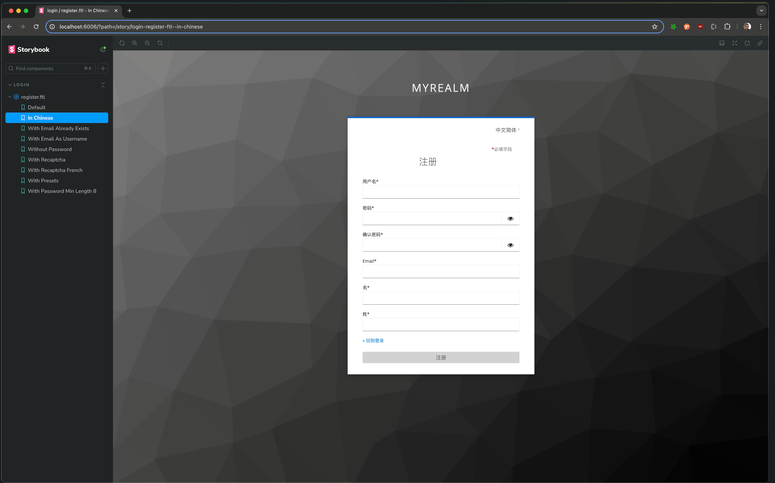 login / register.ftl - In Chinese
localhost:6006/?path=/story/login-register-ftl--in-chinese
Storybook
Find components
⌘ K
LOGIN
register.ftl
Default
In Chinese
With Email Already Exists
With Email As Username
Without Password
With Recaptcha
With Recaptcha French
With Presets
With Password Min Length 8
MYREALM
中文简体
*必填字段
注册
用户名*
密码*
确认密码*
Email*
名*
姓*
« 回到登录
注册